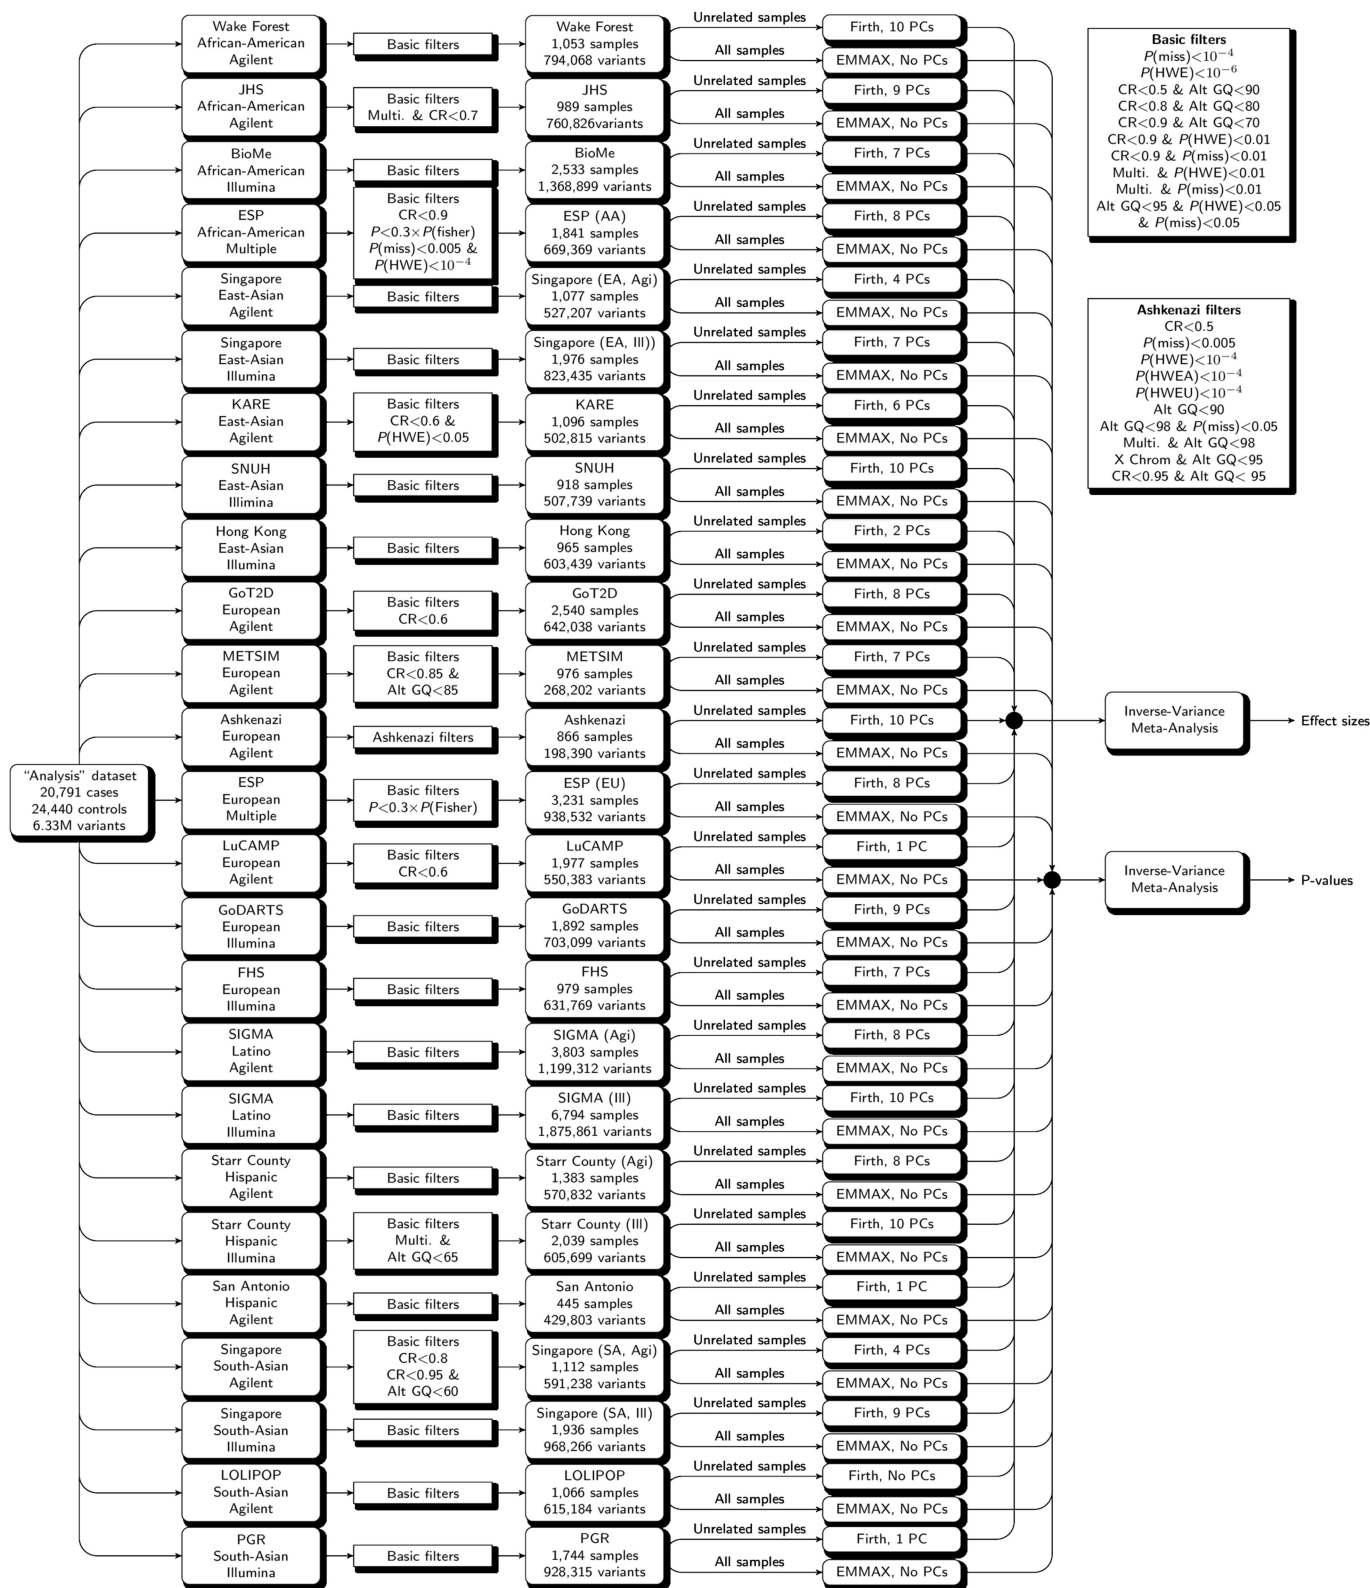 Wake Forest
African-American
Agilent
Basic filters
Wake Forest
1,053 samples
794,068 variants
Unrelated samples
Firth, 10 PCs
All samples
EMMAX, No PCs
JHS
African-American
Agilent
Basic filters
Multi. & CR<0.7
JHS
989 samples
760,826variants
Unrelated samples
Firth, 9 PCs
All samples
EMMAX, No PCs
BioMe
African-American
Illumina
Basic filters
BioMe
2,533 samples
1,368,899 variants
Unrelated samples
Firth, 7 PCs
All samples
EMMAX, No PCs
ESP
African-American
Multiple
Basic filters
CR<0.9
P<0.3×P(fisher)
P(miss)<0.005 &
P(HWE)<10⁻⁴
ESP (AA)
1,841 samples
669,369 variants
Unrelated samples
Firth, 8 PCs
All samples
EMMAX, No PCs
Singapore
East-Asian
Agilent
Basic filters
Singapore (EA, Agi)
1,077 samples
527,207 variants
Unrelated samples
Firth, 4 PCs
All samples
EMMAX, No PCs
Singapore
East-Asian
Illumina
Basic filters
Singapore (EA, Ill))
1,976 samples
823,435 variants
Unrelated samples
Firth, 7 PCs
All samples
EMMAX, No PCs
KARE
East-Asian
Agilent
Basic filters
CR<0.6 &
P(HWE)<0.05
KARE
1,096 samples
502,815 variants
Unrelated samples
Firth, 6 PCs
All samples
EMMAX, No PCs
SNUH
East-Asian
Illimina
Basic filters
SNUH
918 samples
507,739 variants
Unrelated samples
Firth, 10 PCs
All samples
EMMAX, No PCs
Hong Kong
East-Asian
Illumina
Basic filters
Hong Kong
965 samples
603,439 variants
Unrelated samples
Firth, 2 PCs
All samples
EMMAX, No PCs
GoT2D
European
Agilent
Basic filters
CR<0.6
GoT2D
2,540 samples
642,038 variants
Unrelated samples
Firth, 8 PCs
All samples
EMMAX, No PCs
METSIM
European
Agilent
Basic filters
CR<0.85 &
Alt GQ<85
METSIM
976 samples
268,202 variants
Unrelated samples
Firth, 7 PCs
All samples
EMMAX, No PCs
Ashkenazi
European
Agilent
Ashkenazi filters
Ashkenazi
866 samples
198,390 variants
Unrelated samples
Firth, 10 PCs
All samples
EMMAX, No PCs
"Analysis" dataset
20,791 cases
24,440 controls
6.33M variants
ESP
European
Multiple
Basic filters
P<0.3×P(Fisher)
ESP (EU)
3,231 samples
938,532 variants
Unrelated samples
Firth, 8 PCs
All samples
EMMAX, No PCs
LuCAMP
European
Agilent
Basic filters
CR<0.6
LuCAMP
1,977 samples
550,383 variants
Unrelated samples
Firth, 1 PC
All samples
EMMAX, No PCs
GoDARTS
European
Illumina
Basic filters
GoDARTS
1,892 samples
703,099 variants
Unrelated samples
Firth, 9 PCs
All samples
EMMAX, No PCs
FHS
European
Illumina
Basic filters
FHS
979 samples
631,769 variants
Unrelated samples
Firth, 7 PCs
All samples
EMMAX, No PCs
SIGMA
Latino
Agilent
Basic filters
SIGMA (Agi)
3,803 samples
1,199,312 variants
Unrelated samples
Firth, 8 PCs
All samples
EMMAX, No PCs
SIGMA
Latino
Illumina
Basic filters
SIGMA (Ill)
6,794 samples
1,875,861 variants
Unrelated samples
Firth, 10 PCs
All samples
EMMAX, No PCs
Starr County
Hispanic
Agilent
Basic filters
Starr County (Agi)
1,383 samples
570,832 variants
Unrelated samples
Firth, 8 PCs
All samples
EMMAX, No PCs
Starr County
Hispanic
Illumina
Basic filters
Multi. &
Alt GQ<65
Starr County (Ill)
2,039 samples
605,699 variants
Unrelated samples
Firth, 10 PCs
All samples
EMMAX, No PCs
San Antonio
Hispanic
Agilent
Basic filters
San Antonio
445 samples
429,803 variants
Unrelated samples
Firth, 1 PC
All samples
EMMAX, No PCs
Singapore
South-Asian
Agilent
Basic filters
CR<0.8
CR<0.95 &
Alt GQ<60
Singapore (SA, Agi)
1,112 samples
591,238 variants
Unrelated samples
Firth, 4 PCs
All samples
EMMAX, No PCs
Singapore
South-Asian
Illumina
Basic filters
Singapore (SA, Ill)
1,936 samples
968,266 variants
Unrelated samples
Firth, 9 PCs
All samples
EMMAX, No PCs
LOLIPOP
South-Asian
Agilent
Basic filters
LOLIPOP
1,066 samples
615,184 variants
Unrelated samples
Firth, No PCs
All samples
EMMAX, No PCs
PGR
South-Asian
Illumina
Basic filters
PGR
1,744 samples
928,315 variants
Unrelated samples
Firth, 1 PC
All samples
EMMAX, No PCs
Basic filters
P(miss)<10⁻⁴
P(HWE)<10⁻⁶
CR<0.5 & Alt GQ<90
CR<0.8 & Alt GQ<80
CR<0.9 & Alt GQ<70
CR<0.9 & P(HWE)<0.01
CR<0.9 & P(miss)<0.01
Multi. & P(HWE)<0.01
Multi. & P(miss)<0.01
Alt GQ<95 & P(HWE)<0.05
& P(miss)<0.05
Ashkenazi filters
CR<0.5
P(miss)<0.005
P(HWE)<10⁻⁴
P(HWEA)<10⁻⁴
P(HWEU)<10⁻⁴
Alt GQ<90
Alt GQ<98 & P(miss)<0.05
Multi. & Alt GQ<98
X Chrom & Alt GQ<95
CR<0.95 & Alt GQ< 95
Inverse-Variance
Meta-Analysis
Effect sizes
Inverse-Variance
Meta-Analysis
P-values